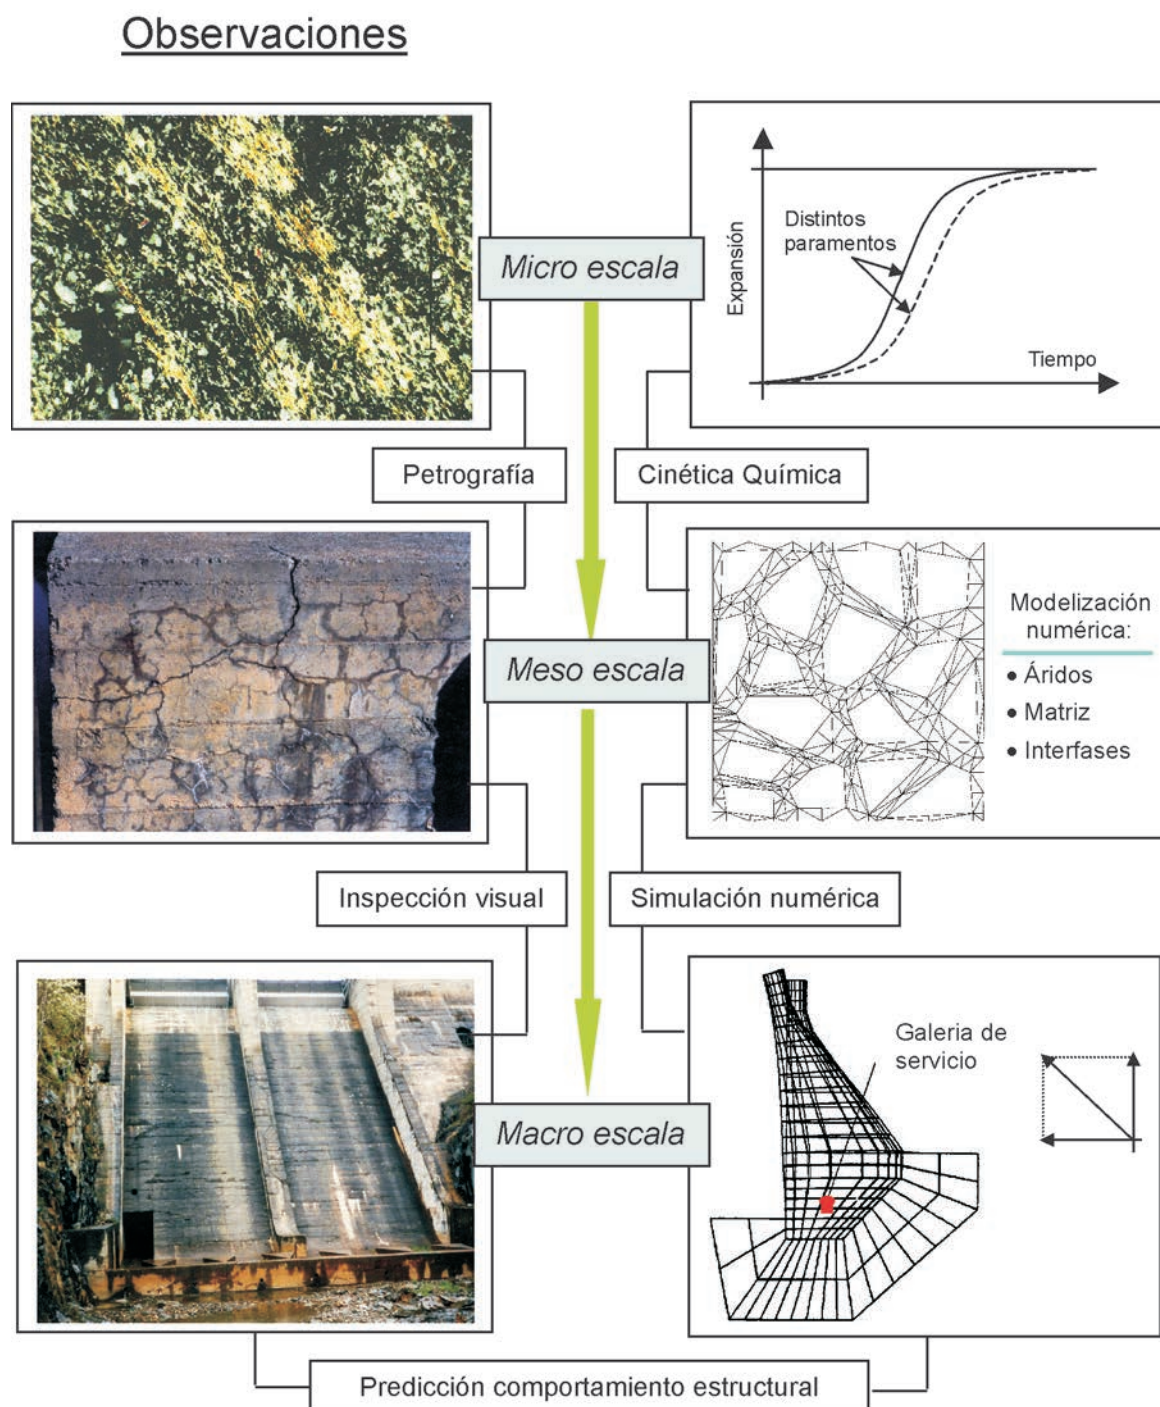 Observaciones
Micro escala
Expansión
Distintos
paramentos
Tiempo
Petrografía
Cinética Química
Meso escala
Modelización
numérica:
• Áridos
• Matriz
• Interfases
Inspección visual
Simulación numérica
Macro escala
Galeria de
servicio
Predicción comportamiento estructural